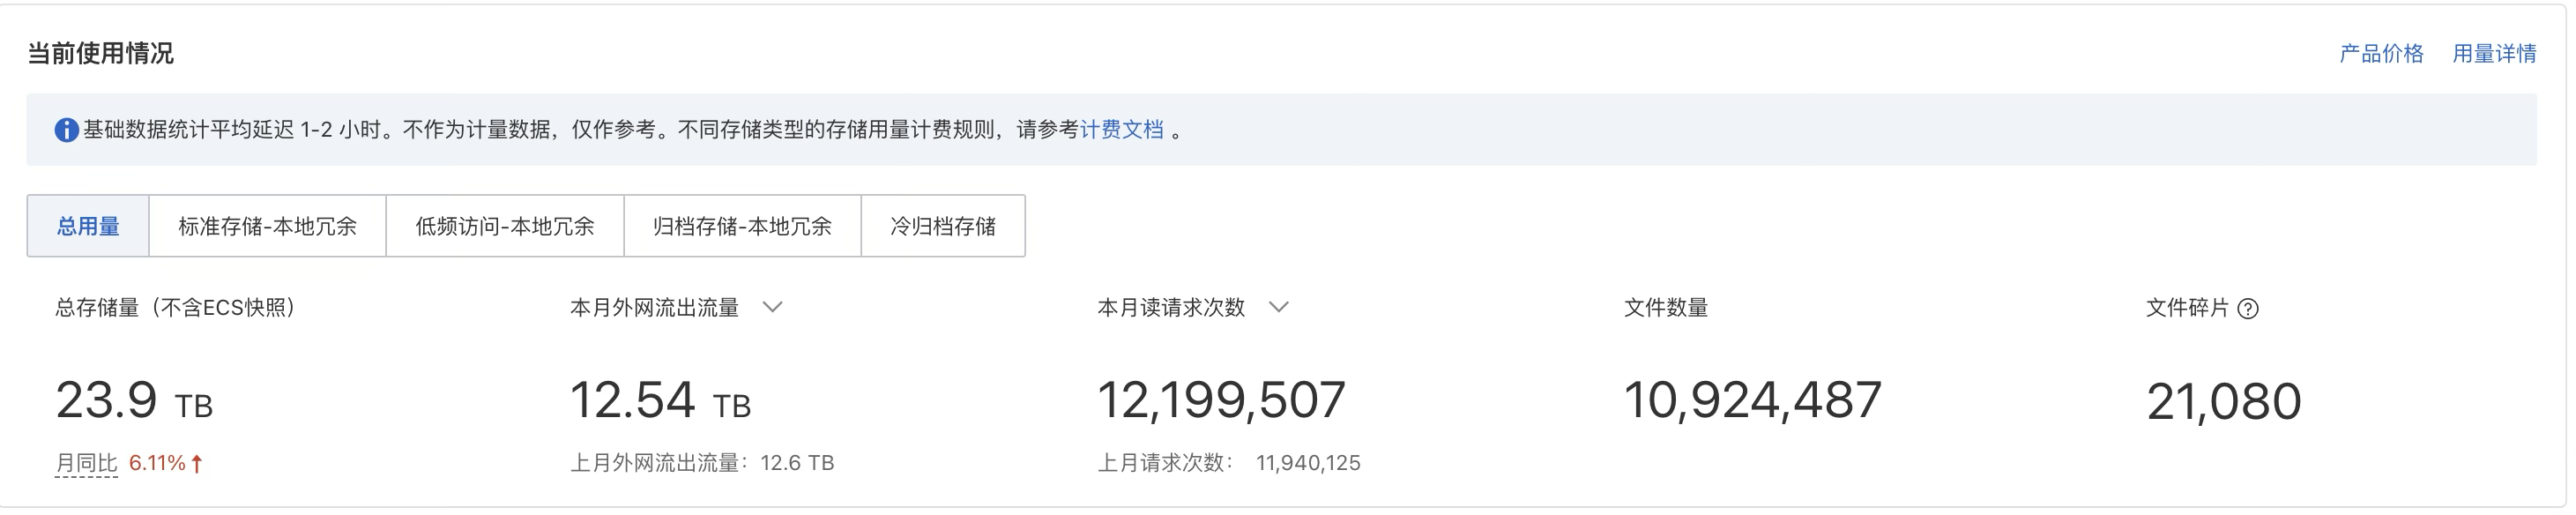 当前使用情况
产品价格 用量详情
基础数据统计平均延迟 1-2 小时。不作为计量数据，仅作参考。不同存储类型的存储用量计费规则，请参考计费文档 。
总用量 标准存储-本地冗余 低频访问-本地冗余 归档存储-本地冗余 冷归档存储
总存储量（不含ECS快照） 本月外网流出流量 本月读请求次数 文件数量 文件碎片
23.9 TB 12.54 TB 12,199,507 10,924,487 21,080
月同比 6.11%↑ 上月外网流出流量：12.6 TB 上月请求次数： 11,940,125